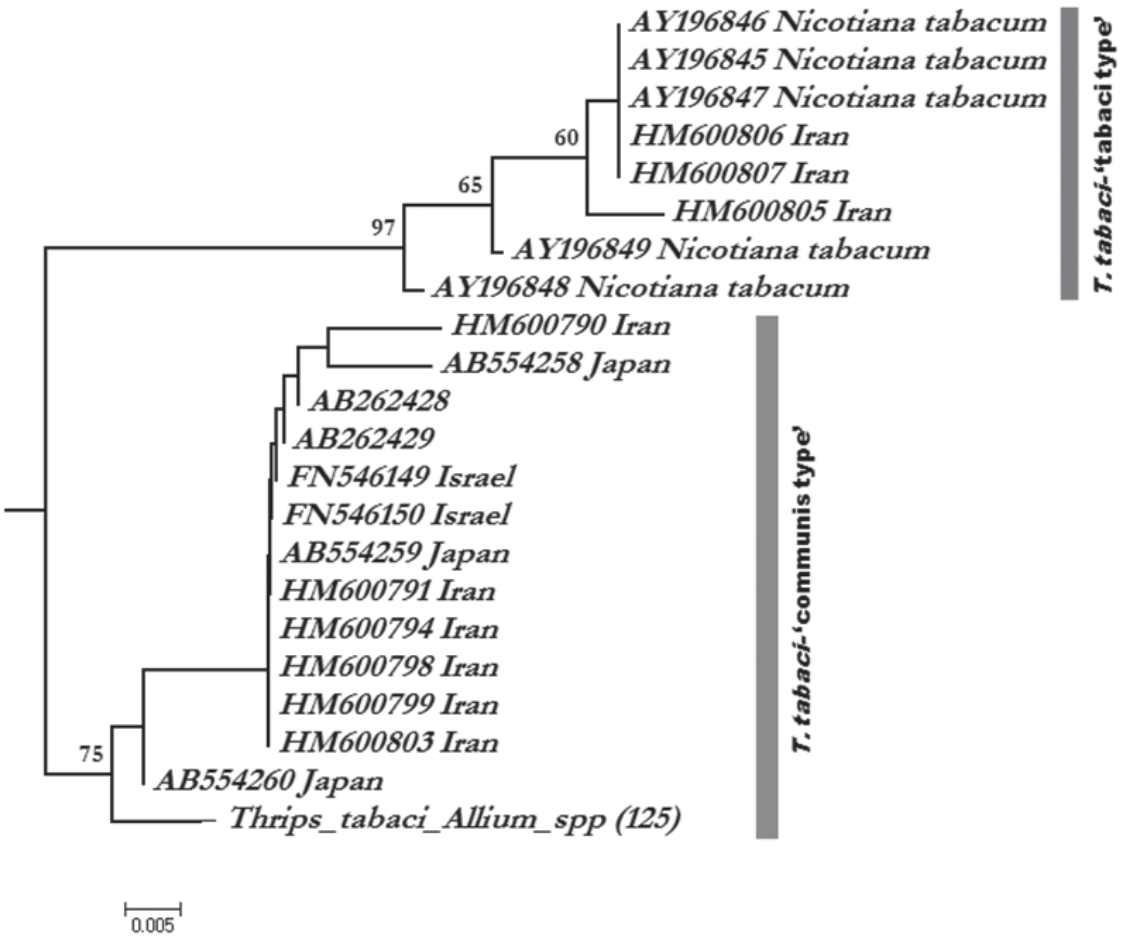 AY196846 Nicotiana tabacum
AY196845 Nicotiana tabacum
AY196847 Nicotiana tabacum
HM600806 Iran
HM600807 Iran
HM600805 Iran
AY196849 Nicotiana tabacum
AY196848 Nicotiana tabacum
60
65
97
T. tabaci-‘tabaci type’
HM600790 Iran
AB554258 Japan
AB262428
AB262429
FN546149 Israel
FN546150 Israel
AB554259 Japan
HM600791 Iran
HM600794 Iran
HM600798 Iran
HM600799 Iran
HM600803 Iran
AB554260 Japan
Thrips_tabaci_Allium_spp (125)
75
T. tabaci-‘communis type’
0.005